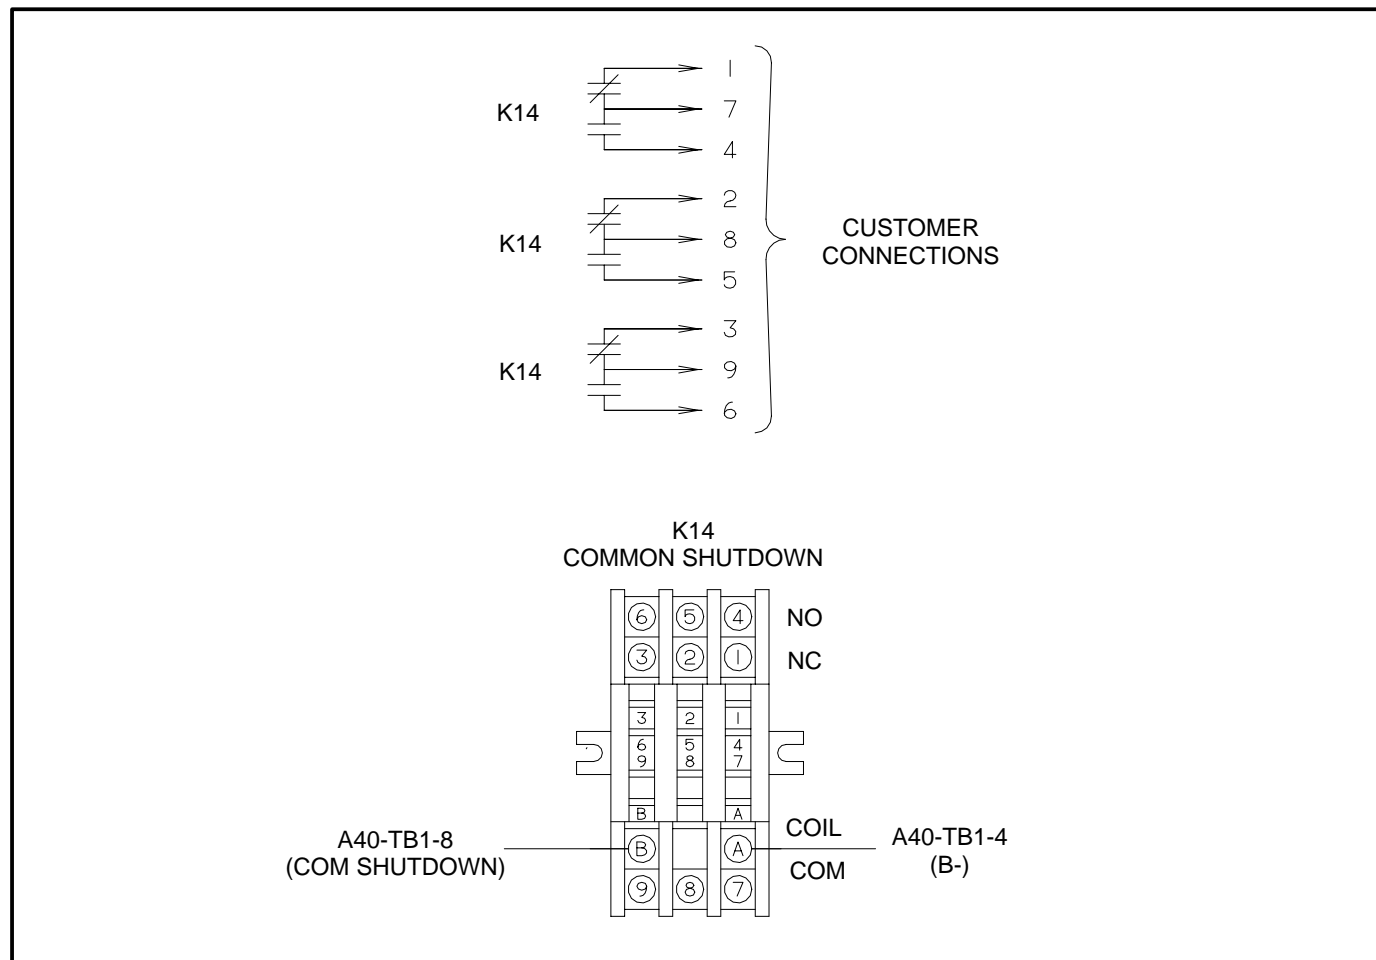 1
K14
7
4
2
K14
8
5
3
K14
9
6
CUSTOMER
CONNECTIONS
K14
COMMON SHUTDOWN
6 5 4 NO
3 2 1 NC
3 2 1
6 5 4
9 8 7
B A
A40-TB1-8
(COM SHUTDOWN)
B A
COIL
COM
A40-TB1-4
(B-)
9 8 7